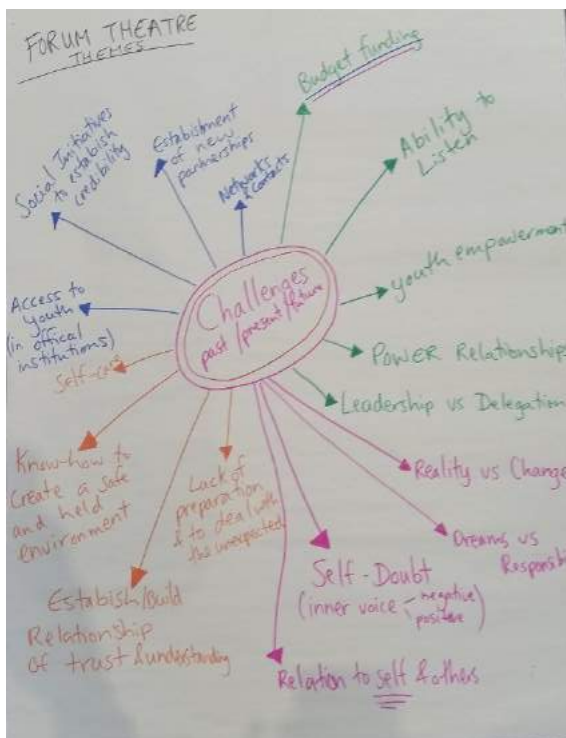 FORUM THEATRE
THEMES
Budget funding
Social Initiatives
to establish
credibility
Establishment
of new
partnerships
Networks
& contacts
Ability to
Listen
Access to
youth
(in offical
institutions)
Challenges
past/present/future
youth empowerment
POWER Relationships
Leadership vs Delegation
Self-care
Know-how to
create a safe
and held
environment
Lack of
preparation
& to deal with
the unexpected
Establish/Build
Relationship
of trust & understanding
Reality vs Change
Dreams vs
Self-Doubt
(inner voice negative
positive)
Relation to self & others